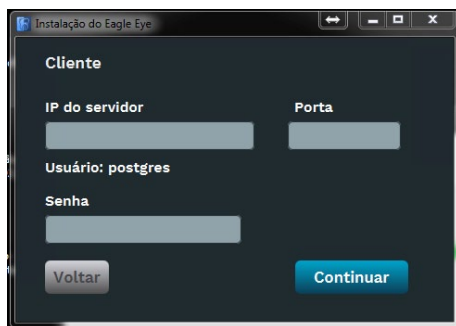 Instalação do Eagle Eye
Cliente
IP do servidor Porta
Usuário: postgres
Senha
Voltar Continuar